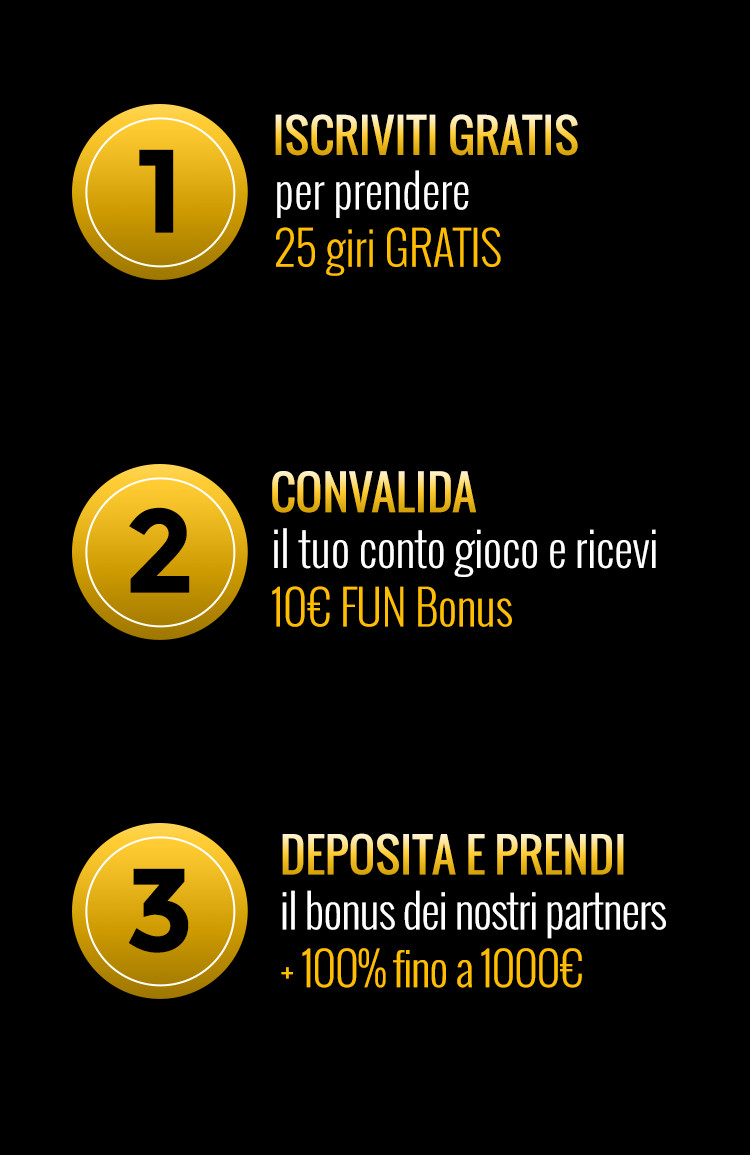 1
ISCRIVITI GRATIS
per prendere
25 giri GRATIS
2
CONVALIDA
il tuo conto gioco e ricevi
10€ FUN Bonus
3
DEPOSITA E PRENDI
il bonus dei nostri partners
+ 100% fino a 1000€